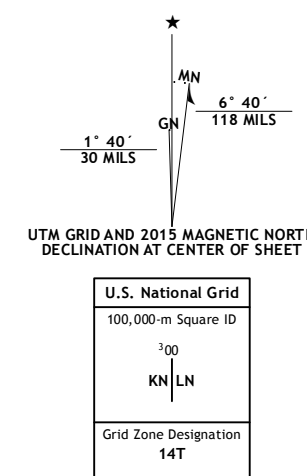 MN
GN
6° 40´
118 MILS
1° 40´
30 MILS
UTM GRID AND 2015 MAGNETIC NORT
DECLINATION AT CENTER OF SHEET
U.S. National Grid
100,000-m Square ID
³00
KN LN
Grid Zone Designation
14T